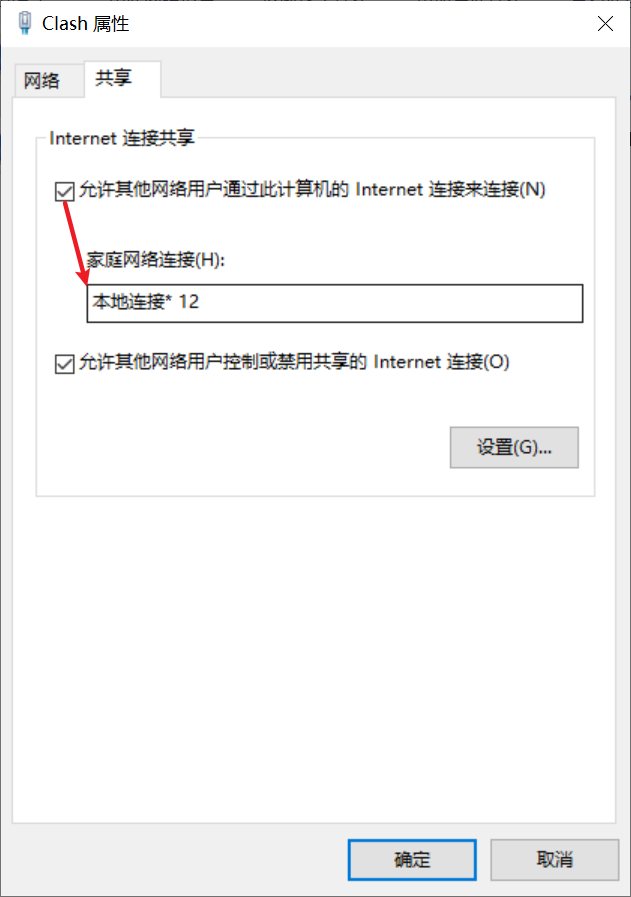 Clash 属性
网络
共享
Internet 连接共享
允许其他网络用户通过此计算机的 Internet 连接来连接(N)
家庭网络连接(H):
本地连接* 12
允许其他网络用户控制或禁用共享的 Internet 连接(O)
设置(G)...
确定
取消